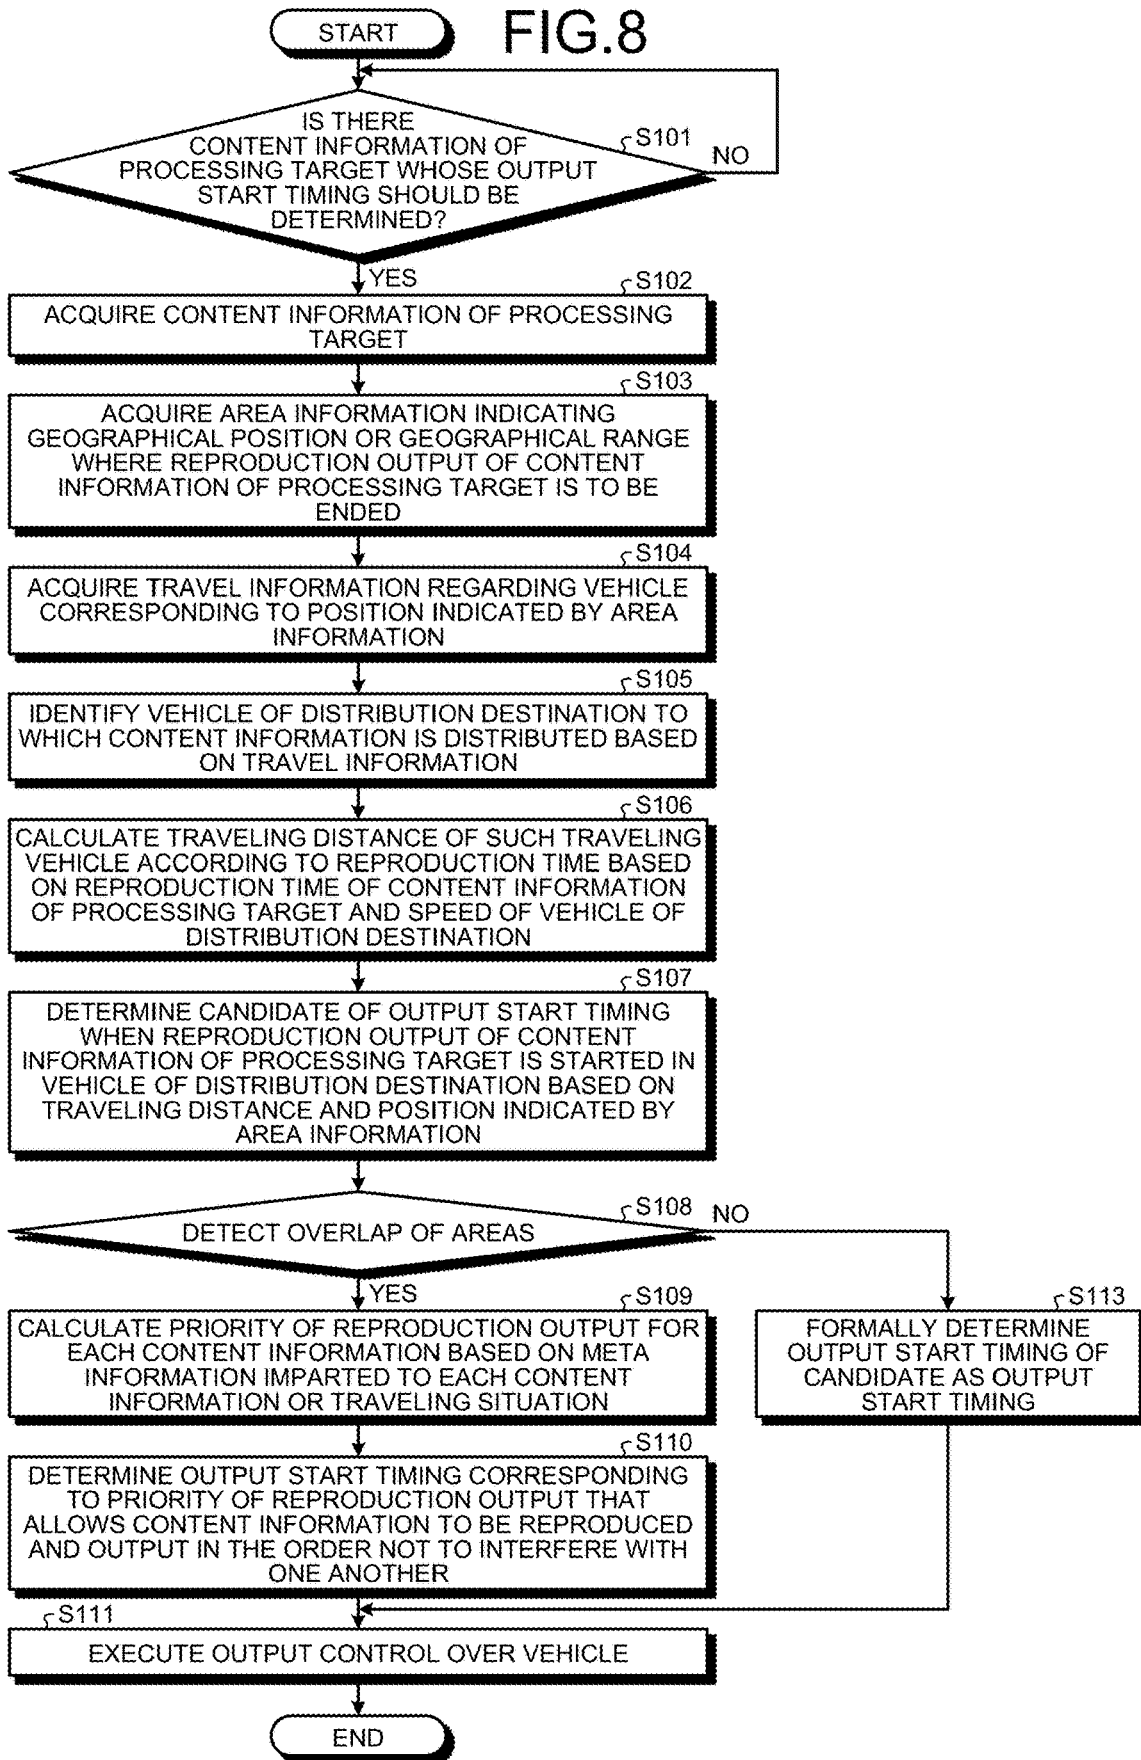 START
FIG.8
IS THERE
CONTENT INFORMATION OF
PROCESSING TARGET WHOSE OUTPUT
START TIMING SHOULD BE
DETERMINED?
S101
NO
YES
S102
ACQUIRE CONTENT INFORMATION OF PROCESSING
TARGET
S103
ACQUIRE AREA INFORMATION INDICATING
GEOGRAPHICAL POSITION OR GEOGRAPHICAL RANGE
WHERE REPRODUCTION OUTPUT OF CONTENT
INFORMATION OF PROCESSING TARGET IS TO BE
ENDED
S104
ACQUIRE TRAVEL INFORMATION REGARDING VEHICLE
CORRESPONDING TO POSITION INDICATED BY AREA
INFORMATION
S105
IDENTIFY VEHICLE OF DISTRIBUTION DESTINATION TO
WHICH CONTENT INFORMATION IS DISTRIBUTED BASED
ON TRAVEL INFORMATION
S106
CALCULATE TRAVELING DISTANCE OF SUCH TRAVELING
VEHICLE ACCORDING TO REPRODUCTION TIME BASED
ON REPRODUCTION TIME OF CONTENT INFORMATION
OF PROCESSING TARGET AND SPEED OF VEHICLE OF
DISTRIBUTION DESTINATION
S107
DETERMINE CANDIDATE OF OUTPUT START TIMING
WHEN REPRODUCTION OUTPUT OF CONTENT
INFORMATION OF PROCESSING TARGET IS STARTED IN
VEHICLE OF DISTRIBUTION DESTINATION BASED ON
TRAVELING DISTANCE AND POSITION INDICATED BY
AREA INFORMATION
S108
DETECT OVERLAP OF AREAS
NO
YES
S109
CALCULATE PRIORITY OF REPRODUCTION OUTPUT FOR
EACH CONTENT INFORMATION BASED ON META
INFORMATION IMPARTED TO EACH CONTENT
INFORMATION OR TRAVELING SITUATION
S113
FORMALLY DETERMINE
OUTPUT START TIMING OF
CANDIDATE AS OUTPUT
START TIMING
S110
DETERMINE OUTPUT START TIMING CORRESPONDING
TO PRIORITY OF REPRODUCTION OUTPUT THAT
ALLOWS CONTENT INFORMATION TO BE REPRODUCED
AND OUTPUT IN THE ORDER NOT TO INTERFERE WITH
ONE ANOTHER
S111
EXECUTE OUTPUT CONTROL OVER VEHICLE
END